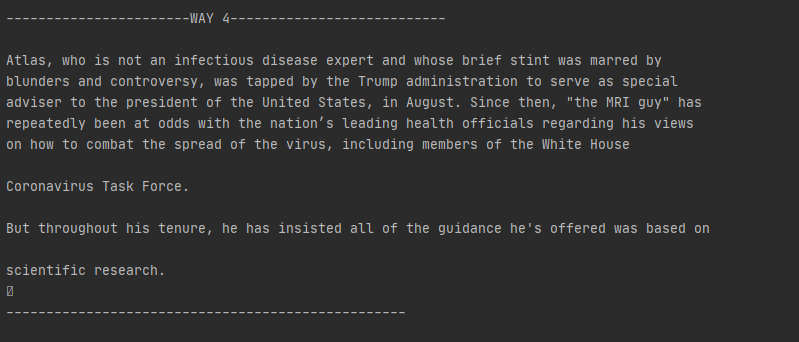 -----------------------WAY 4---------------------------
Atlas, who is not an infectious disease expert and whose brief stint was marred by
blunders and controversy, was tapped by the Trump administration to serve as special
adviser to the president of the United States, in August. Since then, "the MRI guy" has
repeatedly been at odds with the nation’s leading health officials regarding his views
on how to combat the spread of the virus, including members of the White House
Coronavirus Task Force.
But throughout his tenure, he has insisted all of the guidance he's offered was based on
scientific research.
--------------------------------------------------